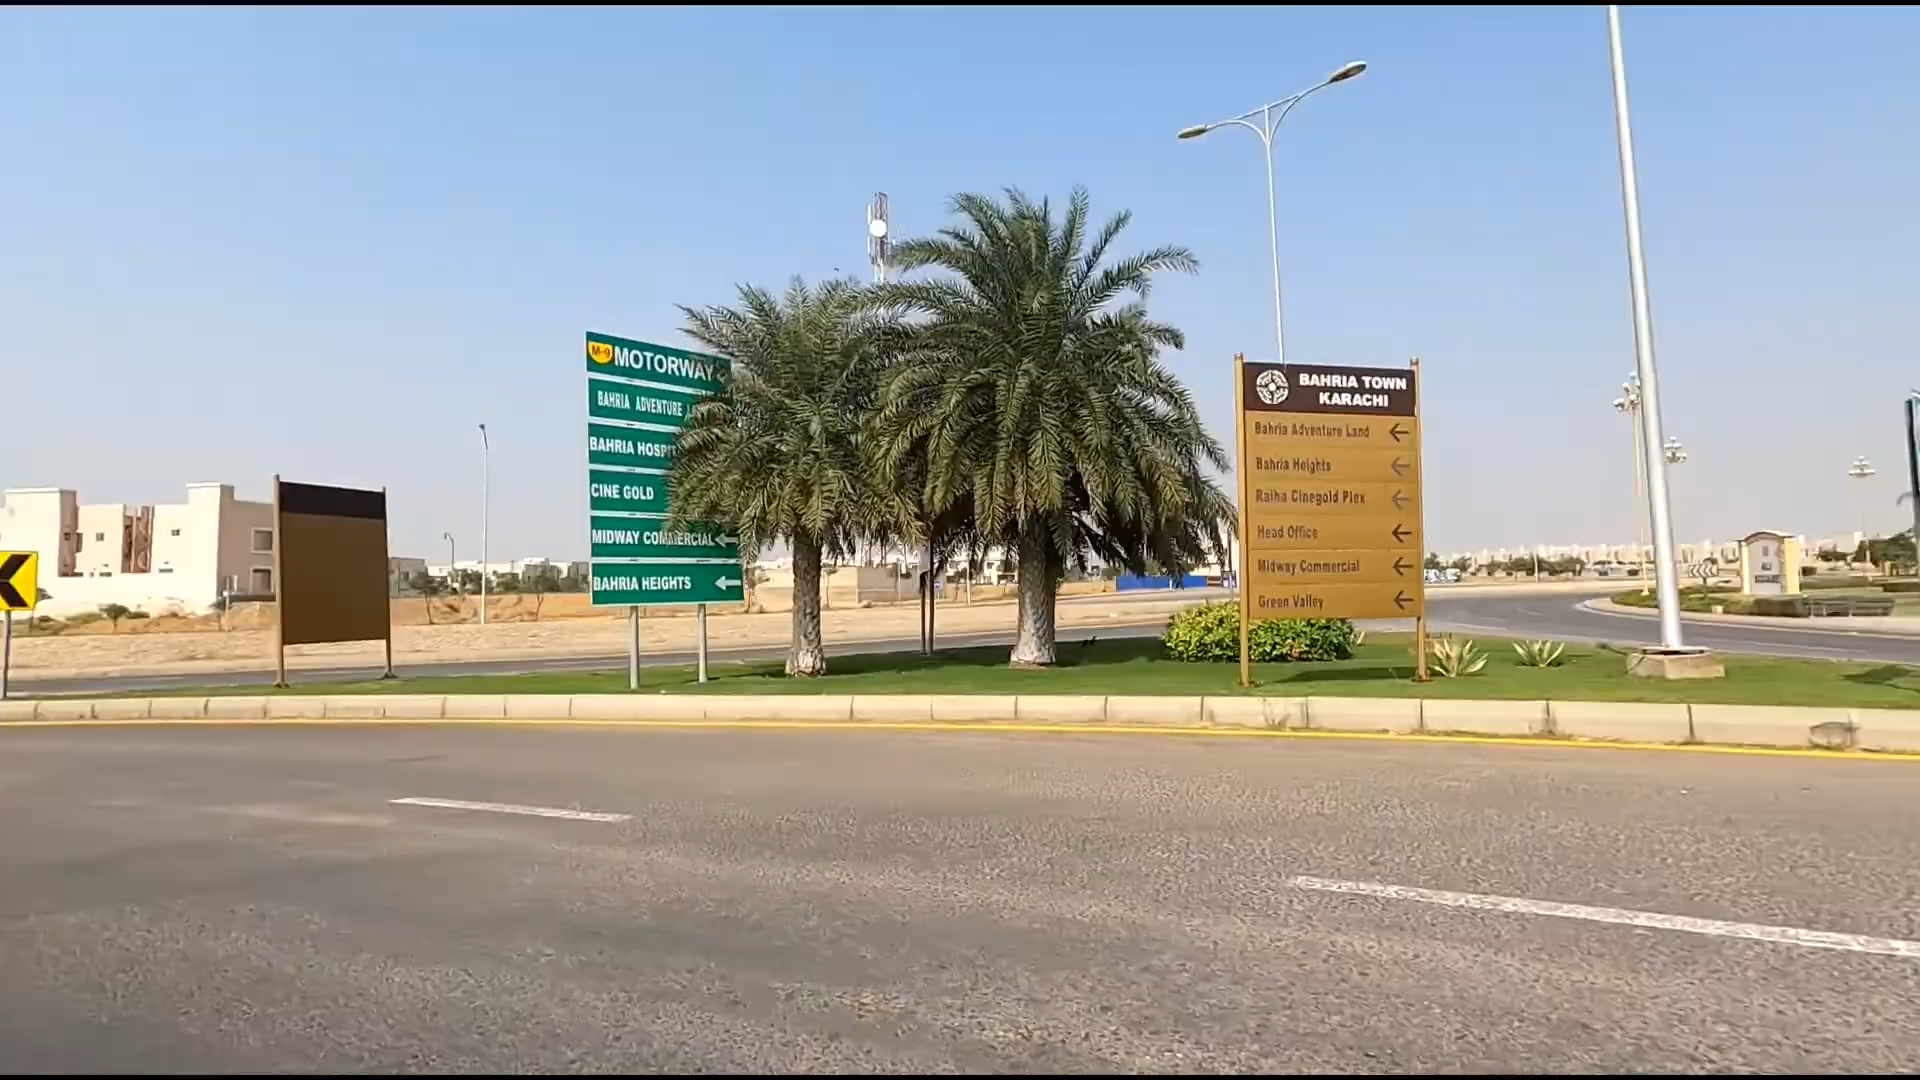 M-9 MOTORWAY
BAHRIA ADVENTURE
BAHRIA
CINE GOLD
MIDWAY COMMERCIAL
BAHRIA HEIGHTS
BAHRIA TOWN
KARACHI
Bahria Adventure Land
Bahria Heights
Raiha Cinegold Plex
Head Office
Midway Commercial
Green Valley